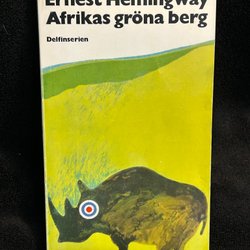 Ernest Hemingway
Afrikas gröna berg
Delfinserien